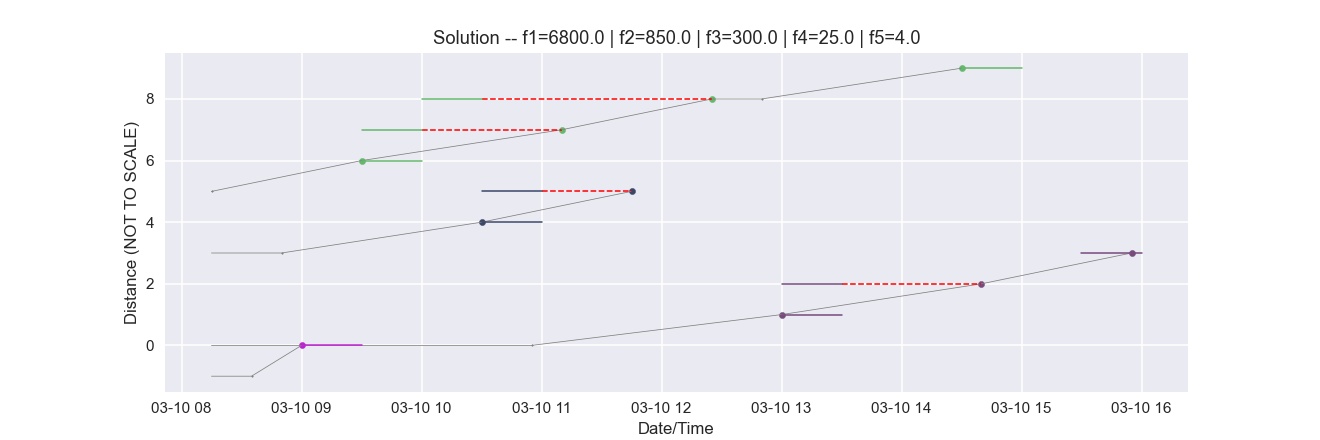 Solution -- f1=6800.0 | f2=850.0 | f3=300.0 | f4=25.0 | f5=4.0
Distance (NOT TO SCALE)
8
6
4
2
0
03-10 08 03-10 09 03-10 10 03-10 11 03-10 12 03-10 13 03-10 14 03-10 15 03-10 16
Date/Time